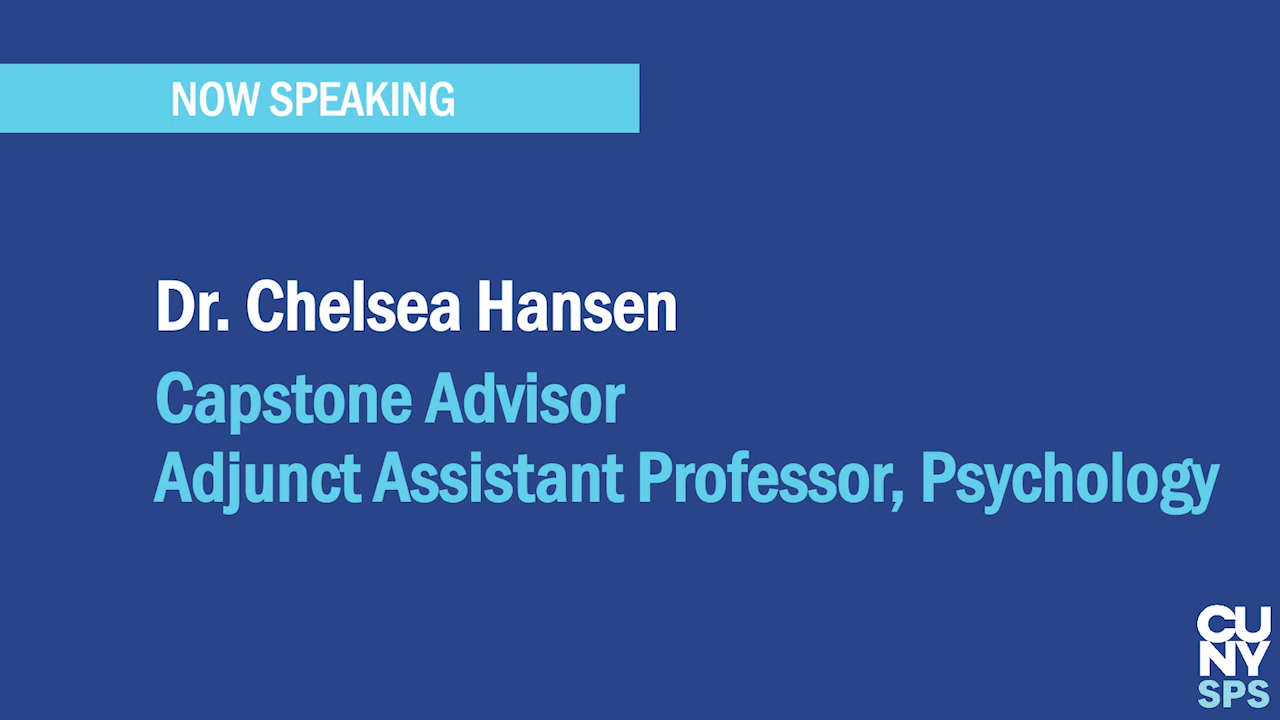 NOW SPEAKING
Dr. Chelsea Hansen
Capstone Advisor
Adjunct Assistant Professor, Psychology
CU
NY
SPS